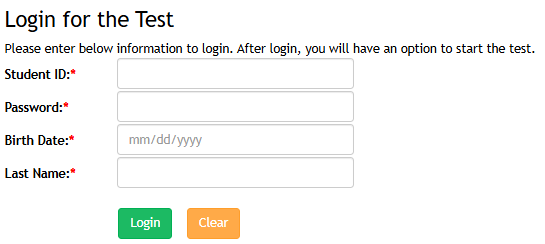 Login for the Test
Please enter below information to login. After login, you will have an option to start the test.
Student ID:*
Password:*
Birth Date:* mm/dd/yyyy
Last Name:*
Login Clear